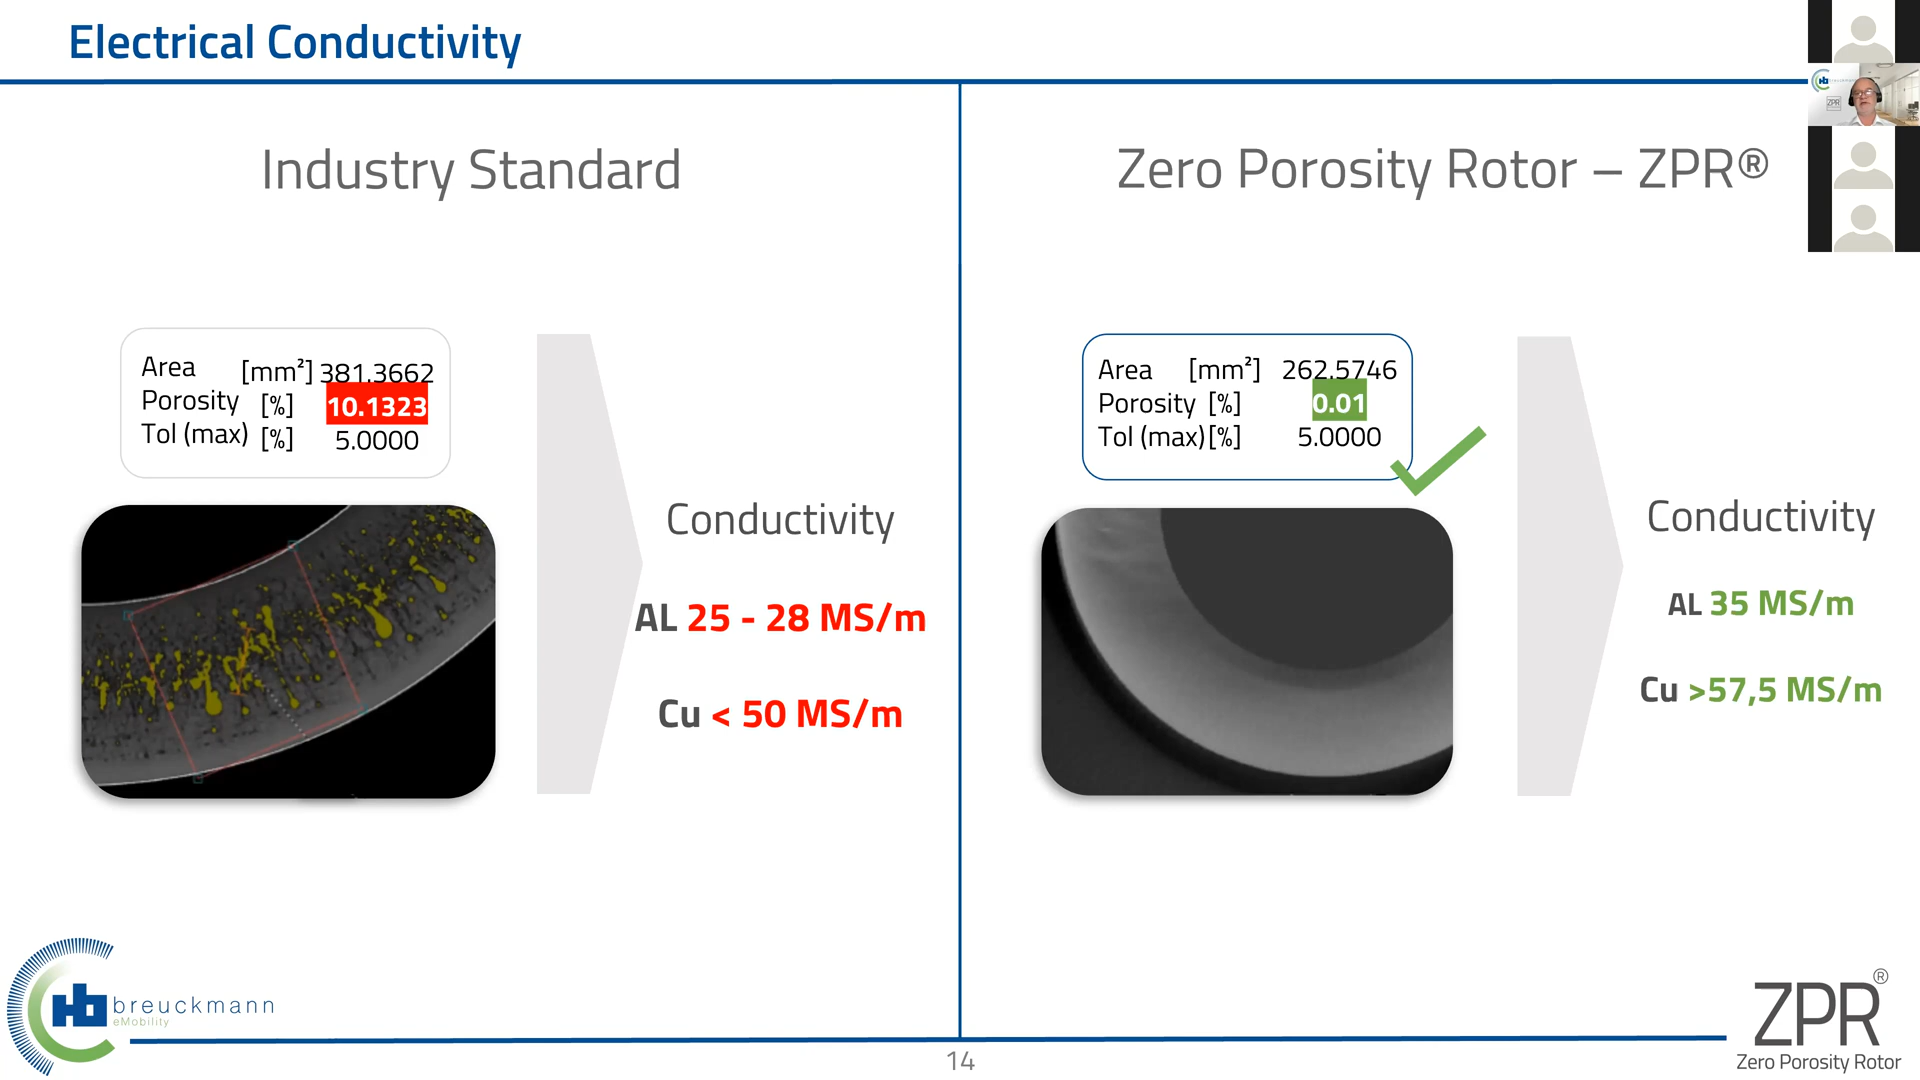 Electrical Conductivity
Industry Standard
Area [mm²] 381.3662
Porosity [%] 10.1323
Tol (max) [%] 5.0000
Conductivity
AL 25 - 28 MS/m
Cu < 50 MS/m
Zero Porosity Rotor – ZPR®
Area [mm²] 262.5746
Porosity [%] 0.01
Tol (max) [%] 5.0000
Conductivity
AL 35 MS/m
Cu >57,5 MS/m
hb
breuckmann
eMobility
14
ZPR®
Zero Porosity Rotor
ZPR